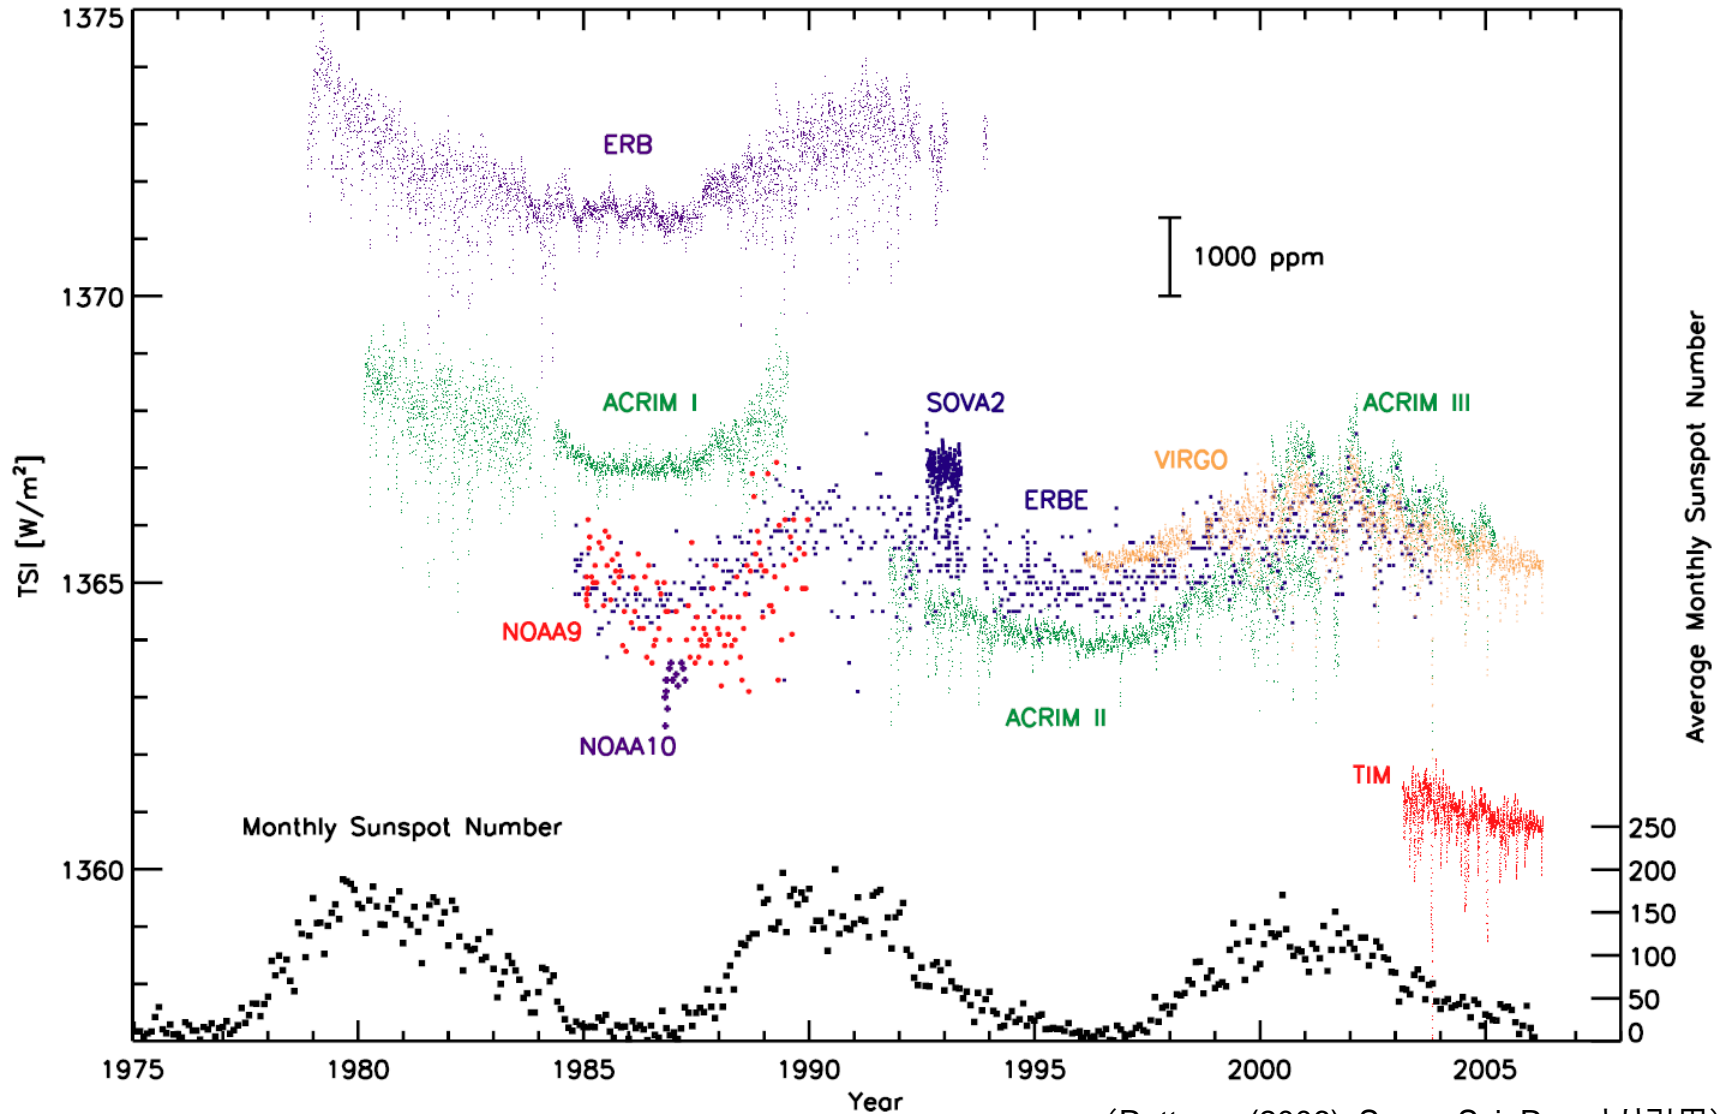 1375
ERB
1000 ppm
1370
ACRIM I
SOVA2
ACRIM III
VIRGO
ERBE
1365
NOAA9
ACRIM II
NOAA10
TIM
Monthly Sunspot Number
250
1360
200
150
100
50
0
1975 1980 1985 1990 1995 2000 2005
Year
TSI [W/m²]
Average Monthly Sunspot Number